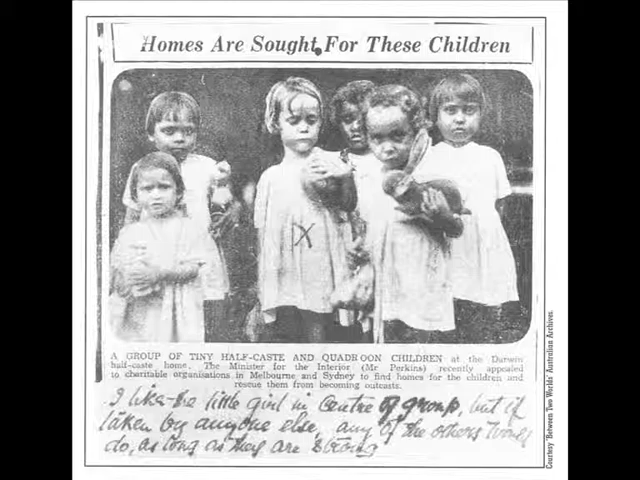 Homes Are Sought For These Children
X
A GROUP OF TINY HALF-CASTE AND QUADROON CHILDREN at the Darwin
half-caste home. The Minister for the Interior (Mr Perkins) recently appealed
to charitable organisations in Melbourne and Sydney to find homes for the children and
rescue them from becoming outcasts.
I like the little girl in centre of group, but if
taken by anyone else, any of the others would
do, as long as they are strong
Courtesy 'Between Two Worlds' Australian Archives.